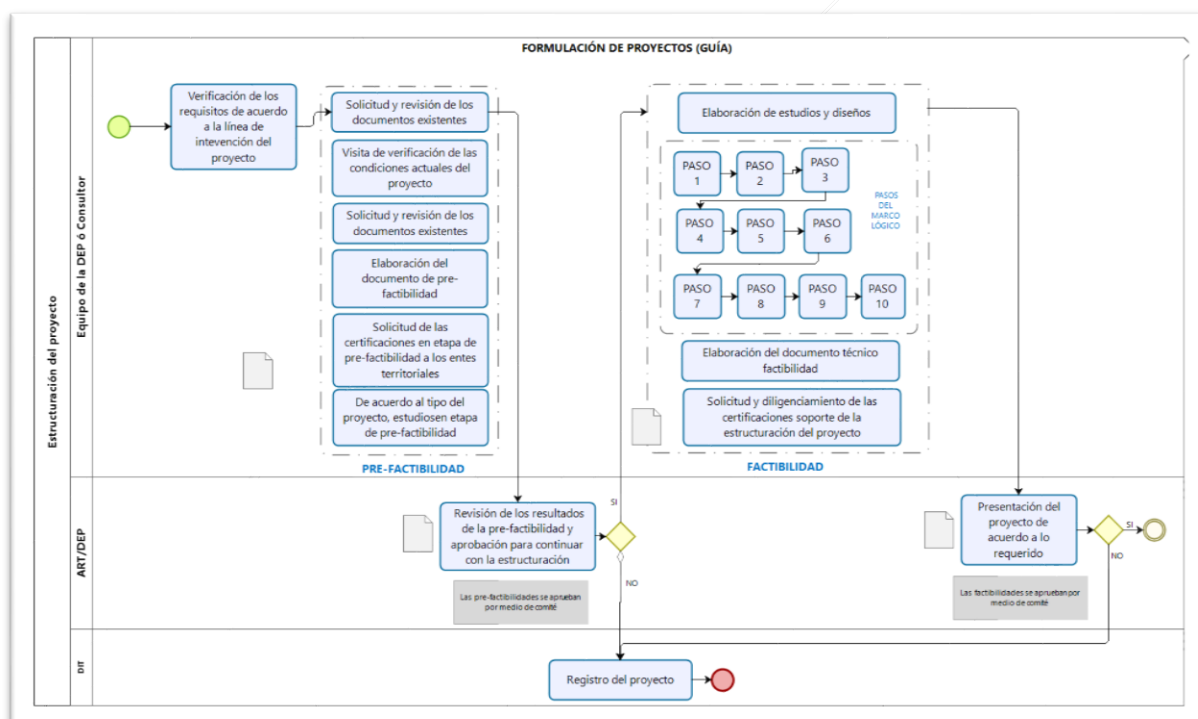 FORMULACIÓN DE PROYECTOS (GUÍA)
Estructuración del proyecto
Equipo de la DEP ó Consultor
Verificación de los
requisitos de acuerdo
a la línea de
intevención del
proyecto
Solicitud y revisión de los
documentos existentes
Visita de verificación de las
condiciones actuales del
proyecto
Solicitud y revisión de los
documentos existentes
Elaboración del
documento de pre-
factibilidad
Solicitud de las
certificaciones en etapa de
pre-factibilidad a los entes
territoriales
De acuerdo al tipo del
proyecto, estudiosen etapa
de pre-factibilidad
PRE-FACTIBILIDAD
Elaboración de estudios y diseños
PASO
1
PASO
2
PASO
3
PASOS
DEL
MARCO
LÓGICO
PASO
4
PASO
5
PASO
6
PASO
7
PASO
8
PASO
9
PASO
10
Elaboración del documento técnico
factibilidad
Solicitud y diligenciamiento de las
certificaciones soporte de la
estructuración del proyecto
FACTIBILIDAD
ART/DEP
Revisión de los resultados
de la pre-factibilidad y
aprobación para continuar
con la estructuración
SI
NO
Las pre-factibilidades se aprueban
por medio de comité
Presentación del
proyecto de
acuerdo a lo
requerido
SI
NO
Las factibilidades se aprueban por
medio de comité
DIT
Registro del proyecto